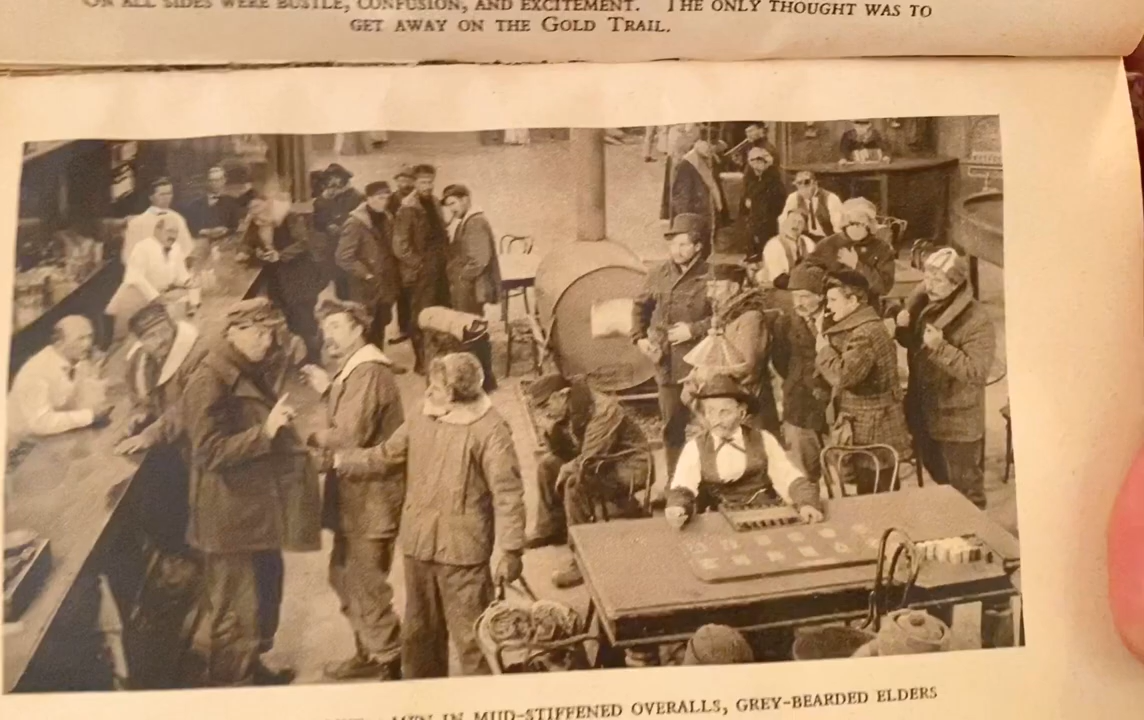 ON ALL SIDES WERE BUSTLE, CONFUSION, AND EXCITEMENT. THE ONLY THOUGHT WAS TO
GET AWAY ON THE GOLD TRAIL.
MEN IN MUD-STIFFENED OVERALLS, GREY-BEARDED ELDERS